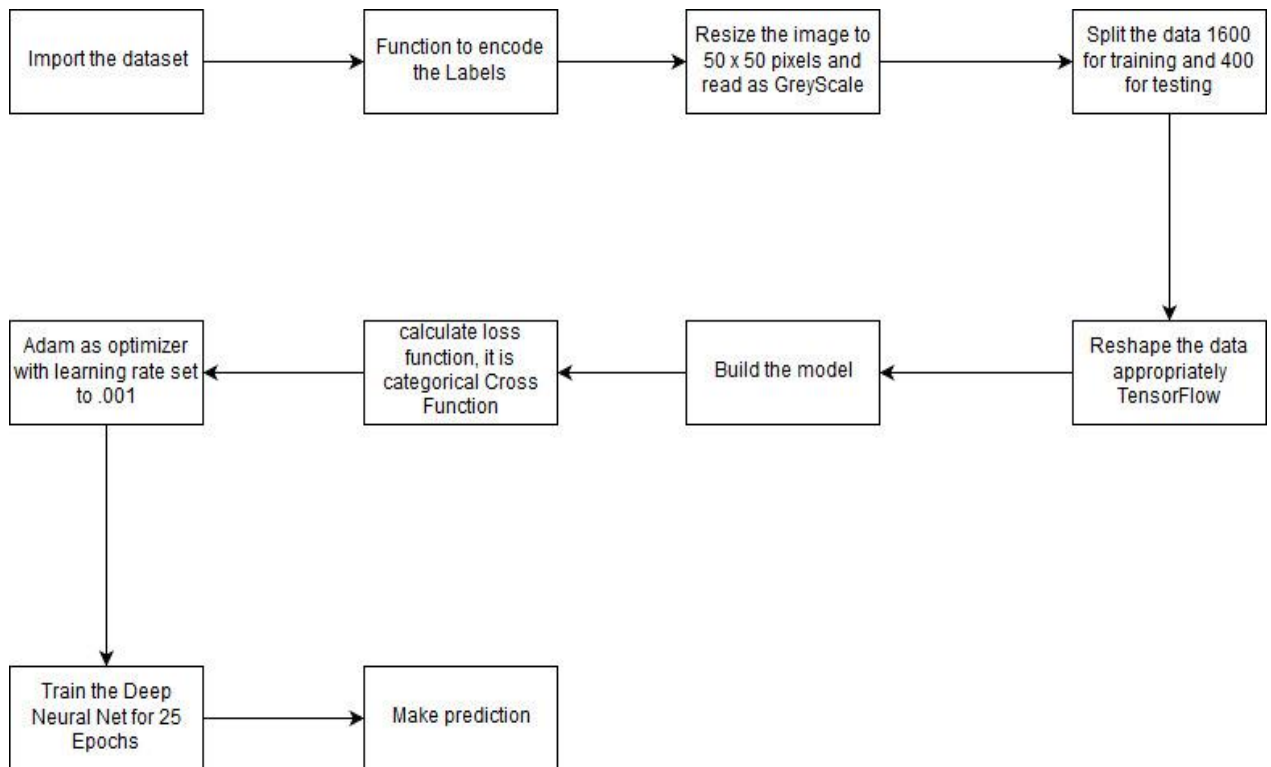 Import the dataset
Function to encode
the Labels
Resize the image to
50 x 50 pixels and
read as GreyScale
Split the data 1600
for training and 400
for testing
Reshape the data
appropriately
TensorFlow
Build the model
calculate loss
function, it is
categorical Cross
Function
Adam as optimizer
with learning rate set
to .001
Train the Deep
Neural Net for 25
Epochs
Make prediction